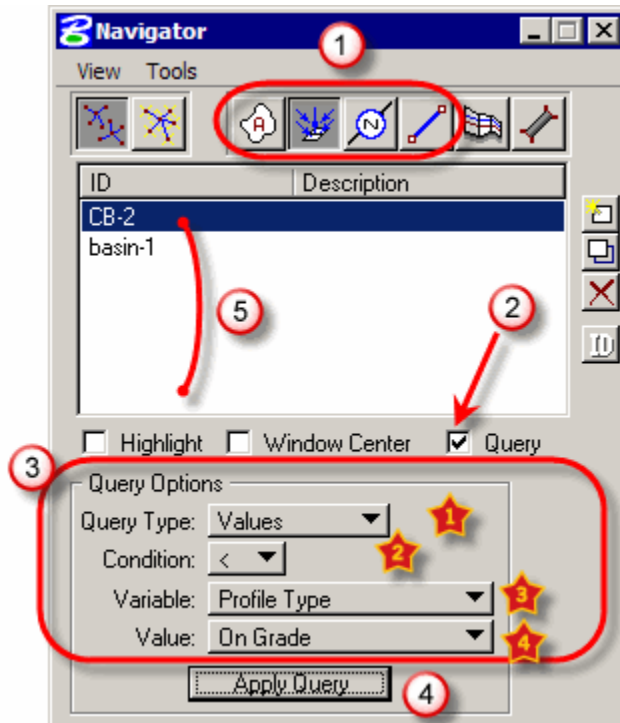 Navigator
1
View Tools
A N
ID Description
CB-2
basin-1
5
2
ID
Highlight Window Center Query
3
Query Options
Query Type: Values 1
Condition: < 2
Variable: Profile Type 3
Value: On Grade 4
Apply Query 4